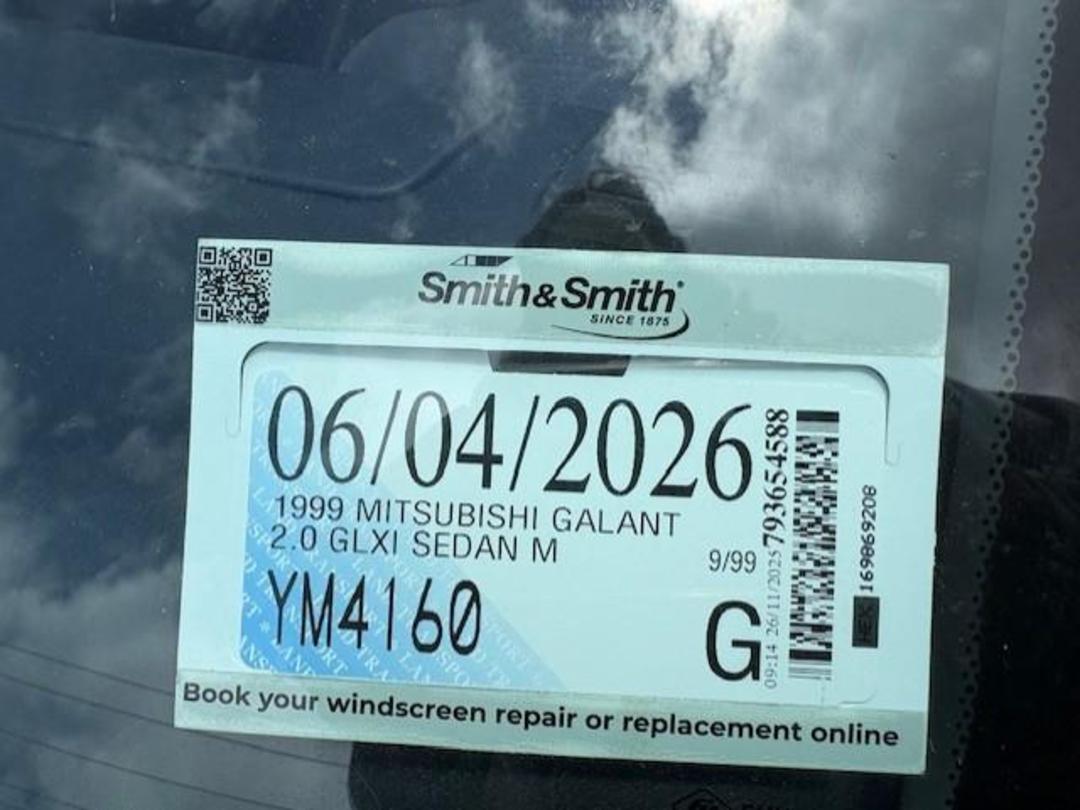 Smith&Smith®
SINCE 1875
06/04/2026
1999 MITSUBISHI GALANT
2.0 GLXI SEDAN M
9/99
YM4160
G
09:14 26/11/2025 793654588
169869208
Book your windscreen repair or replacement online